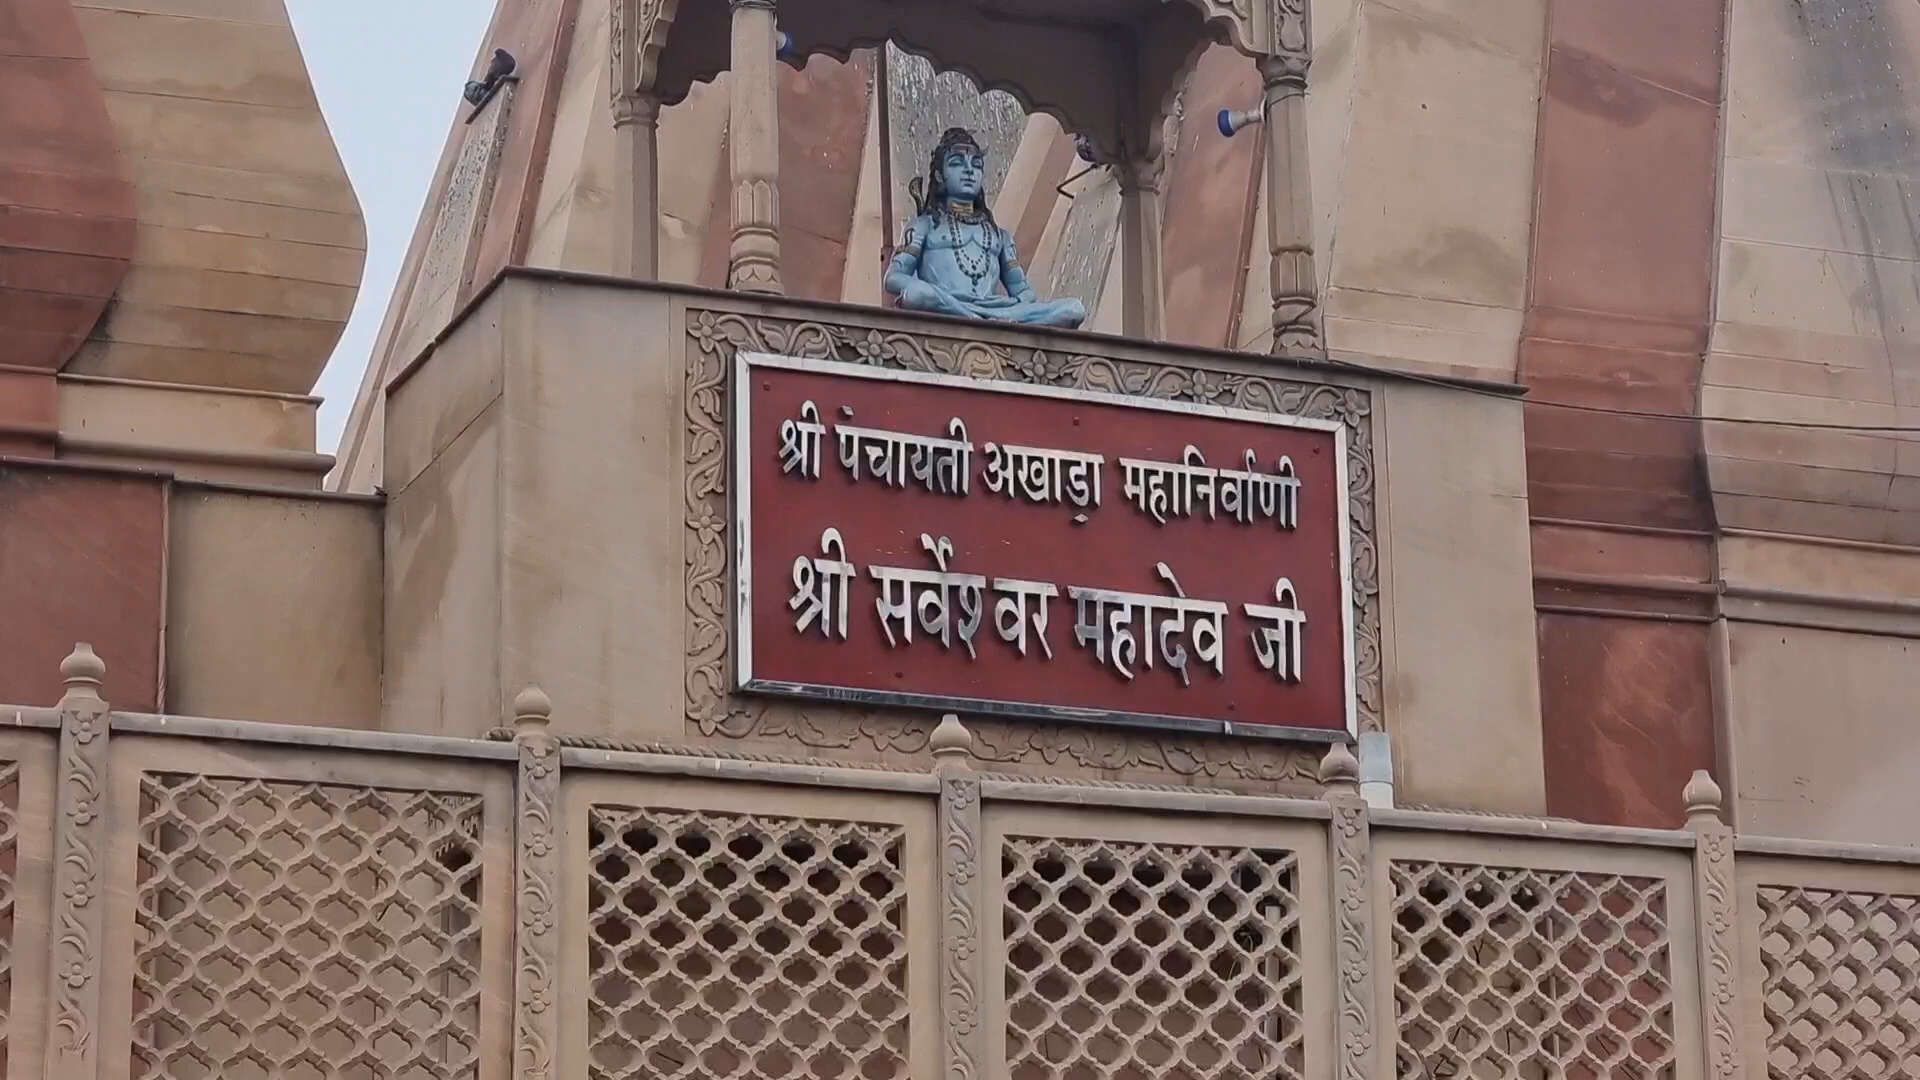 श्री पंचायती अखाड़ा महानिर्वाणी
श्री सर्वेश्वर महादेव जी